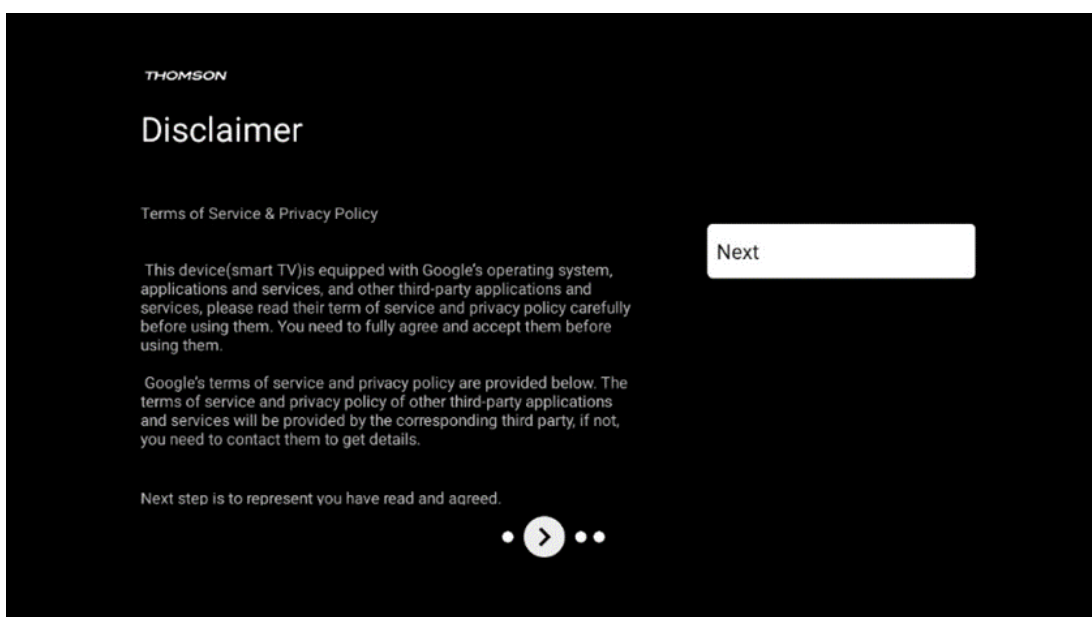 THOMSON
Disclaimer
Terms of Service & Privacy Policy
This device(smart TV)is equipped with Google's operating system,
applications and services, and other third-party applications and
services, please read their term of service and privacy policy carefully
before using them. You need to fully agree and accept them before
using them.
Google's terms of service and privacy policy are provided below. The
terms of service and privacy policy of other third-party applications
and services will be provided by the corresponding third party, if not,
you need to contact them to get details.
Next step is to represent you have read and agreed.
Next